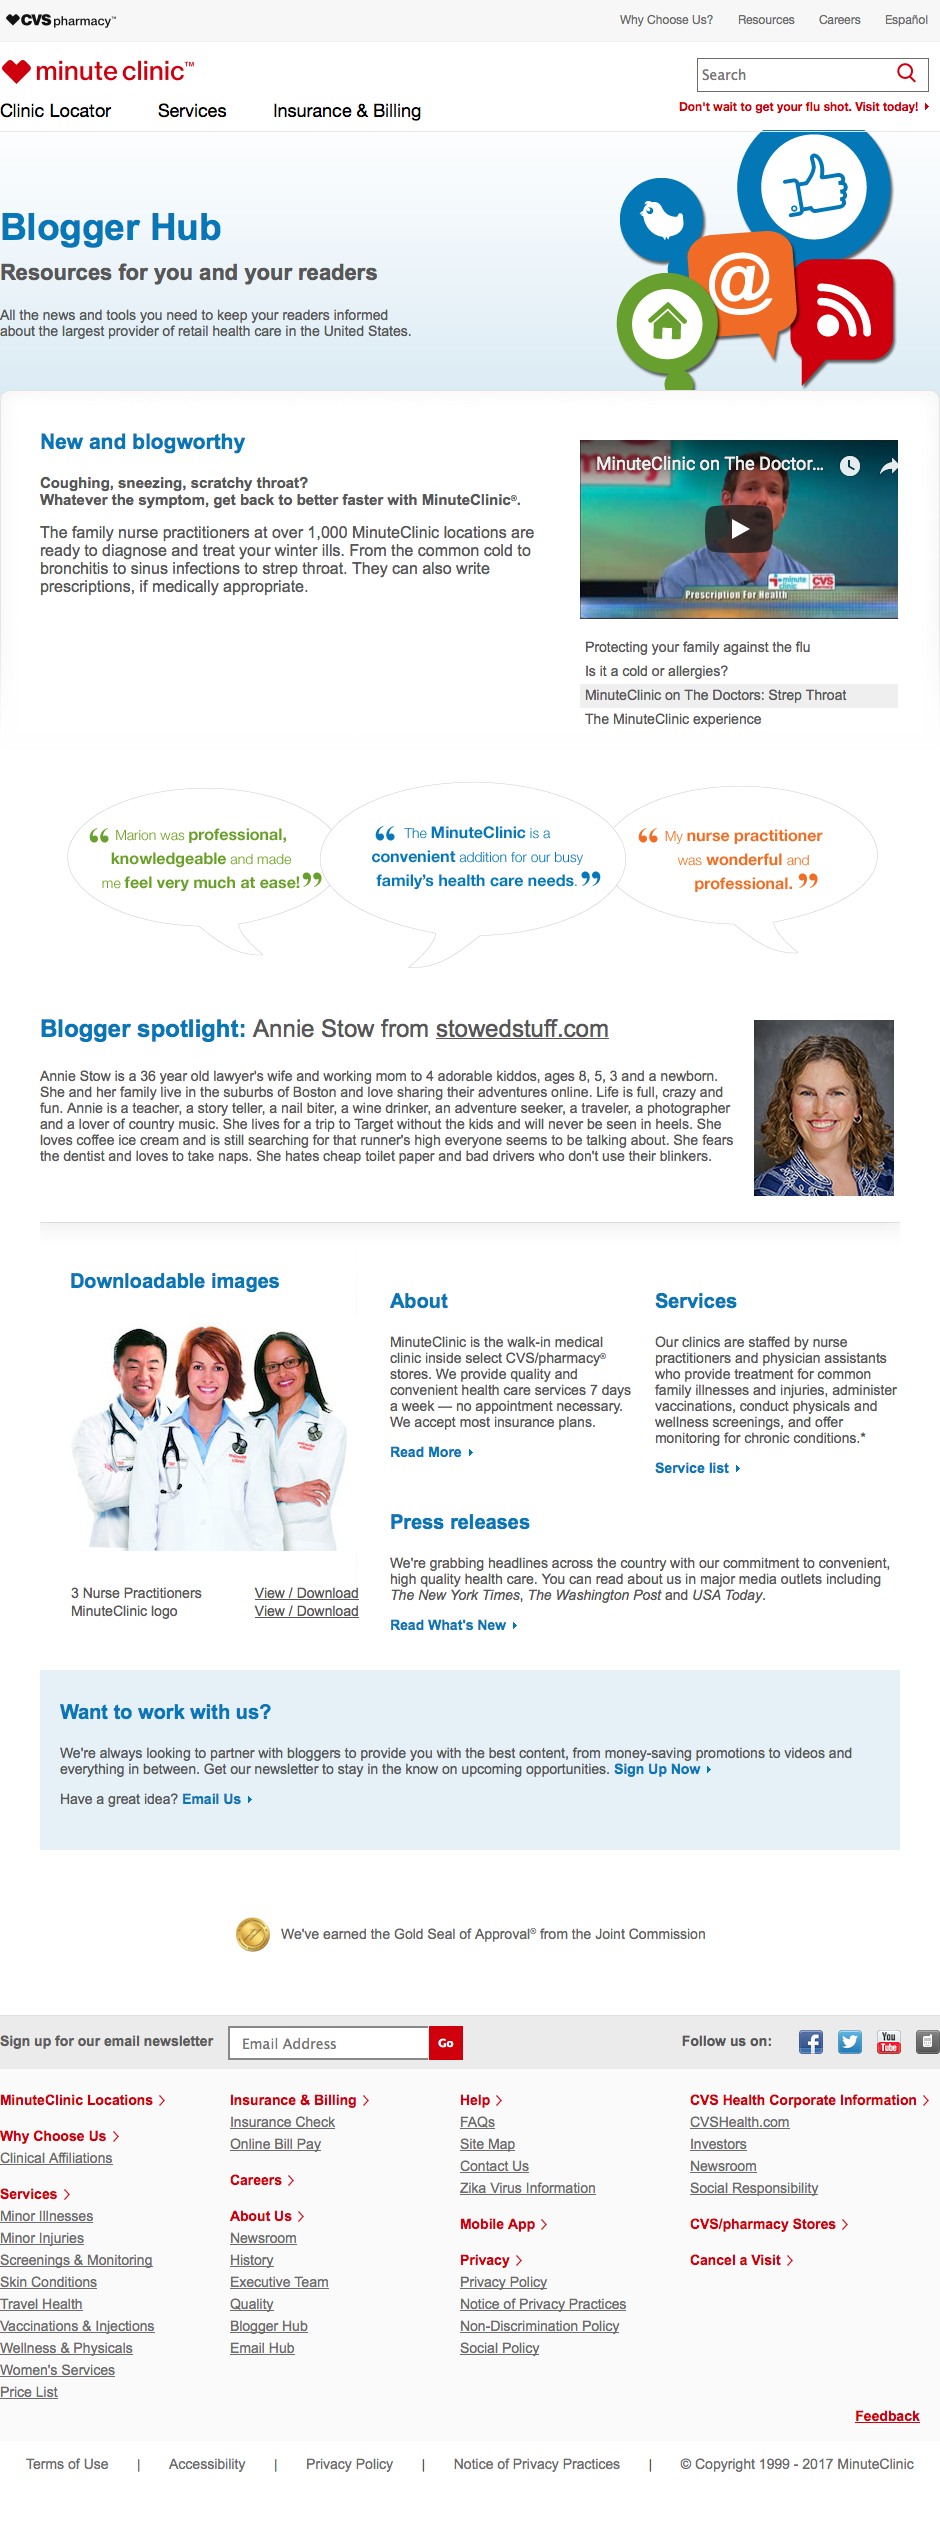 CVS pharmacy™
Why Choose Us? Resources Careers Español
minute clinic™
Search
Clinic Locator Services Insurance & Billing
Don't wait to get your flu shot. Visit today!
Blogger Hub
Resources for you and your readers
All the news and tools you need to keep your readers informed
about the largest provider of retail health care in the United States.
@
New and blogworthy
Coughing, sneezing, scratchy throat?
Whatever the symptom, get back to better faster with MinuteClinic®.
The family nurse practitioners at over 1,000 MinuteClinic locations are
ready to diagnose and treat your winter ills. From the common cold to
bronchitis to sinus infections to strep throat. They can also write
prescriptions, if medically appropriate.
MinuteClinic on The Doctor...
minute clinic CVS pharmacy
Prescription For Health
Protecting your family against the flu
Is it a cold or allergies?
MinuteClinic on The Doctors: Strep Throat
The MinuteClinic experience
“ Marion was professional,
knowledgeable and made
me feel very much at ease! ”
“ The MinuteClinic is a
convenient addition for our busy
family’s health care needs. ”
“ My nurse practitioner
was wonderful and
professional. ”
Blogger spotlight: Annie Stow from stowedstuff.com
Annie Stow is a 36 year old lawyer's wife and working mom to 4 adorable kiddos, ages 8, 5, 3 and a newborn.
She and her family live in the suburbs of Boston and love sharing their adventures online. Life is full, crazy and
fun. Annie is a teacher, a story teller, a nail biter, a wine drinker, an adventure seeker, a traveler, a photographer
and a lover of country music. She lives for a trip to Target without the kids and will never be seen in heels. She
loves coffee ice cream and is still searching for that runner's high everyone seems to be talking about. She fears
the dentist and loves to take naps. She hates cheap toilet paper and bad drivers who don't use their blinkers.
Downloadable images
3 Nurse Practitioners View / Download
MinuteClinic logo View / Download
About
MinuteClinic is the walk-in medical
clinic inside select CVS/pharmacy®
stores. We provide quality and
convenient health care services 7 days
a week — no appointment necessary.
We accept most insurance plans.
Read More
Services
Our clinics are staffed by nurse
practitioners and physician assistants
who provide treatment for common
family illnesses and injuries, administer
vaccinations, conduct physicals and
wellness screenings, and offer
monitoring for chronic conditions.*
Service list
Press releases
We're grabbing headlines across the country with our commitment to convenient,
high quality health care. You can read about us in major media outlets including
The New York Times, The Washington Post and USA Today.
Read What's New
Want to work with us?
We're always looking to partner with bloggers to provide you with the best content, from money-saving promotions to videos and
everything in between. Get our newsletter to stay in the know on upcoming opportunities. Sign Up Now
Have a great idea? Email Us
We've earned the Gold Seal of Approval® from the Joint Commission
Sign up for our email newsletter Email Address Go Follow us on: You Tube
MinuteClinic Locations
Why Choose Us
Clinical Affiliations
Services
Minor Illnesses
Minor Injuries
Screenings & Monitoring
Skin Conditions
Travel Health
Vaccinations & Injections
Wellness & Physicals
Women's Services
Price List
Insurance & Billing
Insurance Check
Online Bill Pay
Careers
About Us
Newsroom
History
Executive Team
Quality
Blogger Hub
Email Hub
Help
FAQs
Site Map
Contact Us
Zika Virus Information
Mobile App
Privacy
Privacy Policy
Notice of Privacy Practices
Non-Discrimination Policy
Social Policy
CVS Health Corporate Information
CVSHealth.com
Investors
Newsroom
Social Responsibility
CVS/pharmacy Stores
Cancel a Visit
Feedback
Terms of Use | Accessibility | Privacy Policy | Notice of Privacy Practices | © Copyright 1999 - 2017 MinuteClinic